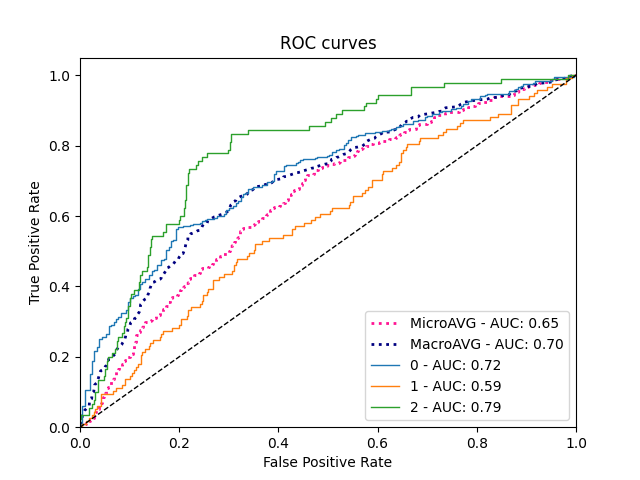 ROC curves
True Positive Rate
1.0
0.8
0.6
0.4
0.2
0.0
MicroAVG - AUC: 0.65
MacroAVG - AUC: 0.70
0 - AUC: 0.72
1 - AUC: 0.59
2 - AUC: 0.79
0.0 0.2 0.4 0.6 0.8 1.0
False Positive Rate